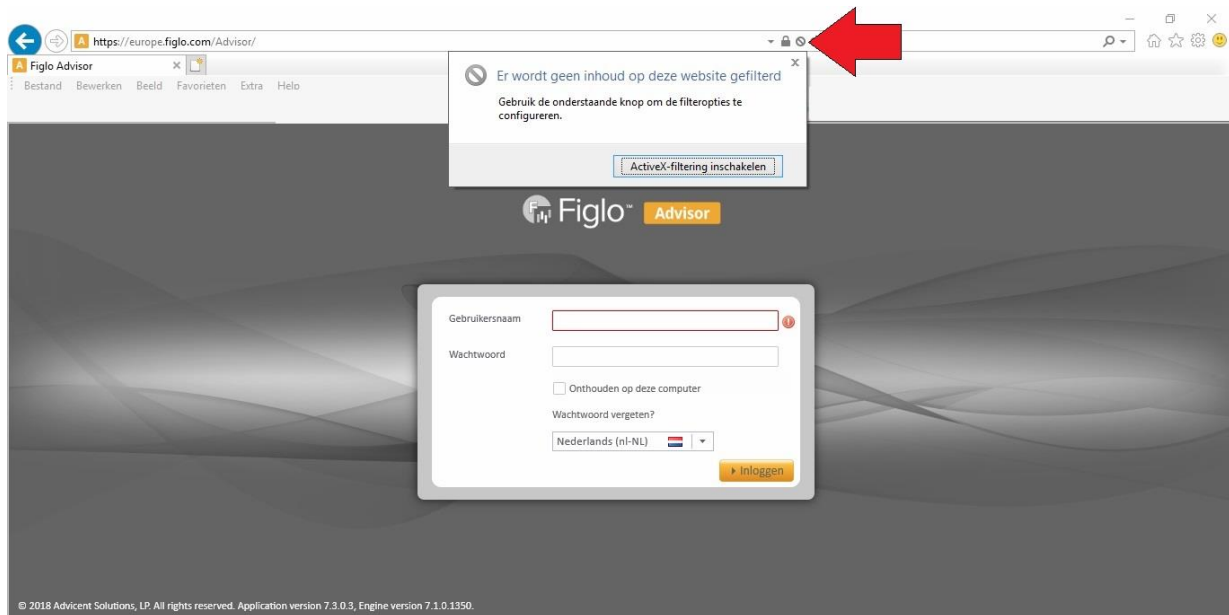 https://europe.figlo.com/Advisor/
Figlo Advisor
Bestand Bewerken Beeld Favorieten Extra Help
Er wordt geen inhoud op deze website gefilterd
Gebruik de onderstaande knop om de filteropties te
configureren.
ActiveX-filtering inschakelen
Figlo™ Advisor
Gebruikersnaam
Wachtwoord
Onthouden op deze computer
Wachtwoord vergeten?
Nederlands (nl-NL)
Inloggen
© 2018 Advicent Solutions, LP. All rights reserved. Application version 7.3.0.3, Engine version 7.1.0.1350.